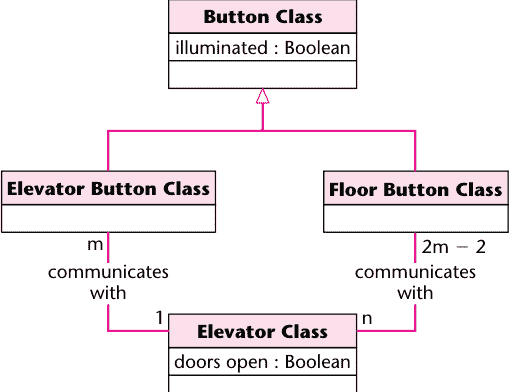 Button Class
illuminated : Boolean
Elevator Button Class
Floor Button Class
m
2m − 2
communicates
with
communicates
with
1
n
Elevator Class
doors open : Boolean